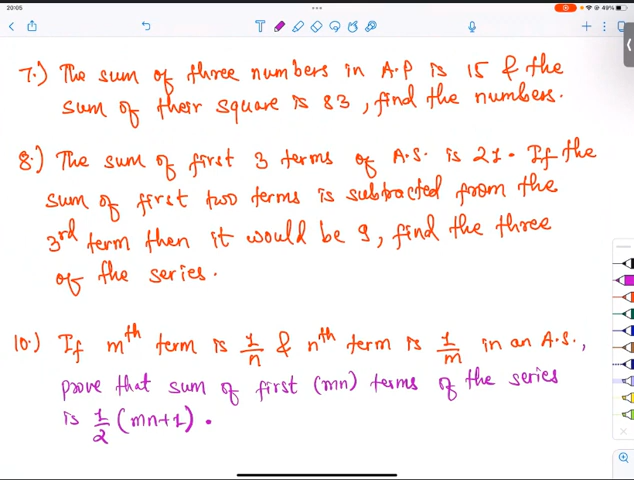 20:05
49%
7.) The sum of three numbers in A.P is 15 & the
sum of their square is 83, find the numbers.
8.) The sum of first 3 terms of A.S. is 21. If the
sum of first two terms is subtracted from the
3rd term then it would be 9, find the three
of the series.
10.) If mth term is 1/n & nth term is 1/m in an A.S.,
prove that sum of first (mn) terms of the series
is 1/2 (mn+1).